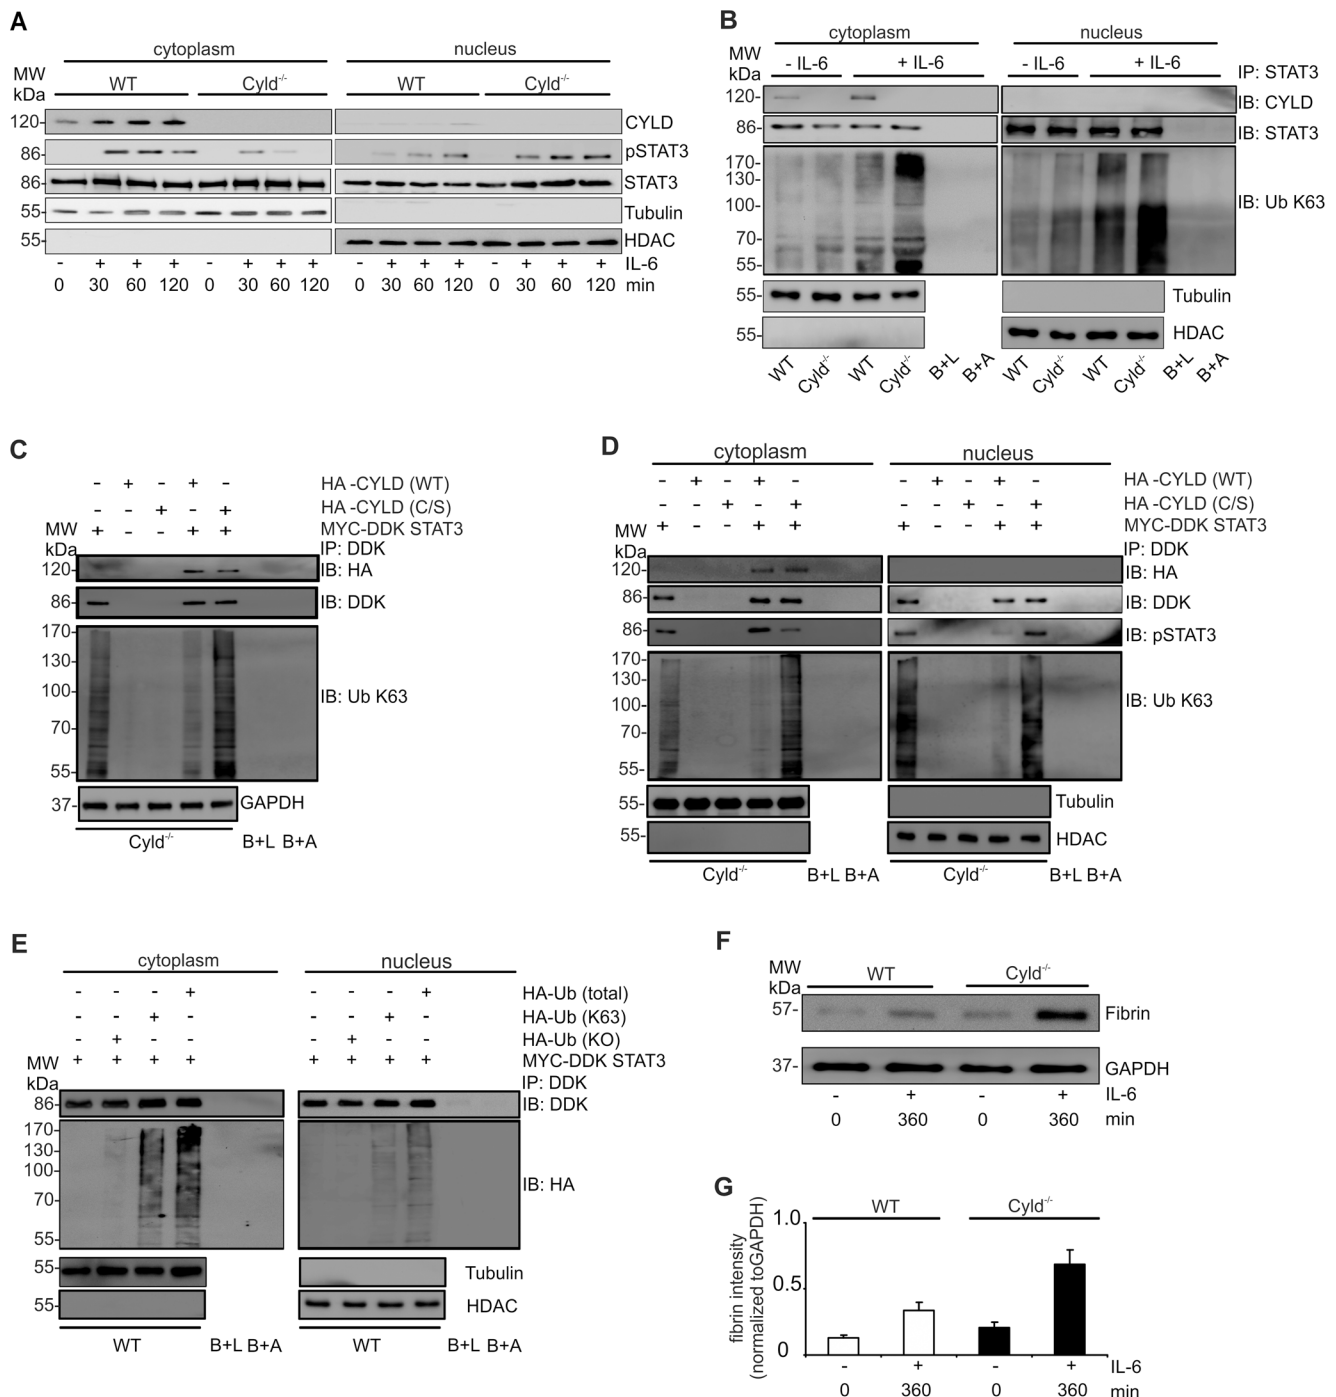 A
cytoplasm nucleus
MW
kDa
WT Cyld-/- WT Cyld-/-
120- CYLD
86- pSTAT3
86- STAT3
55- Tubulin
55- HDAC
- + + + - + + + - + + + - + + + IL-6
0 30 60 120 0 30 60 120 0 30 60 120 0 30 60 120 min
B
cytoplasm nucleus
MW
kDa
- IL-6 + IL-6 - IL-6 + IL-6 IP: STAT3
120- IB: CYLD
86- IB: STAT3
170-
130-
100- IB: Ub K63
70-
55-
55- Tubulin
55- HDAC
WT Cyld-/- WT Cyld-/- B+L B+A WT Cyld-/- WT Cyld-/- B+L B+A
C
- + - + - HA -CYLD (WT)
- - + - + HA -CYLD (C/S)
MW + - - + + MYC-DDK STAT3
kDa IP: DDK
120- IB: HA
86- IB: DDK
170-
130-
100- IB: Ub K63
70-
55-
37- GAPDH
Cyld-/- B+L B+A
D
cytoplasm nucleus
- + - + - - + - + - HA -CYLD (WT)
- - + - + - - + - + HA -CYLD (C/S)
MW + - - + + + - - + + MYC-DDK STAT3
kDa IP: DDK
120- IB: HA
86- IB: DDK
86- IB: pSTAT3
170-
130-
100- IB: Ub K63
70-
55-
55- Tubulin
55- HDAC
Cyld-/- B+L B+A Cyld-/- B+L B+A
E
cytoplasm nucleus
- - - + - - - + HA-Ub (total)
- - + - - - + - HA-Ub (K63)
- + - - - + - - HA-Ub (KO)
MW + + + + + + + + MYC-DDK STAT3
kDa IP: DDK
86- IB: DDK
170-
130-
100-
70- IB: HA
55-
55- Tubulin
55- HDAC
WT B+L B+A WT B+L B+A
F
MW
kDa
WT Cyld-/-
57- Fibrin
37- GAPDH
- + - + IL-6
0 360 0 360 min
G
fibrin intensity
(normalized toGAPDH)
WT Cyld-/-
1.0
0.5
0
- + - + IL-6
0 360 0 360 min